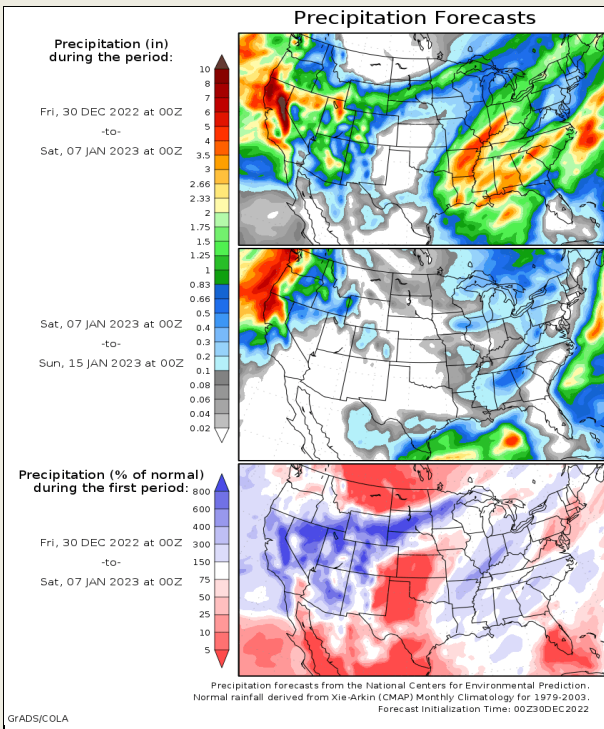 Precipitation Forecasts
Precipitation (in)
during the period:
Fri, 30 DEC 2022 at 00Z
-to-
Sat, 07 JAN 2023 at 00Z
10
8
7
6
5
4
3.5
3
2.66
2.33
2
1.75
1.5
1.25
1
0.83
0.66
0.5
0.4
0.3
0.2
0.1
0.08
0.06
0.04
0.02
Sat, 07 JAN 2023 at 00Z
-to-
Sun, 15 JAN 2023 at 00Z
Precipitation (% of normal)
during the first period:
Fri, 30 DEC 2022 at 00Z
-to-
Sat, 07 JAN 2023 at 00Z
800
600
400
300
150
75
50
25
10
5
Precipitation forecasts from the National Centers for Environmental Prediction.
Normal rainfall derived from Xie-Arkin (CMAP) Monthly Climatology for 1979-2003.
Forecast Initialization Time: 00Z30DEC2022
GrADS/COLA